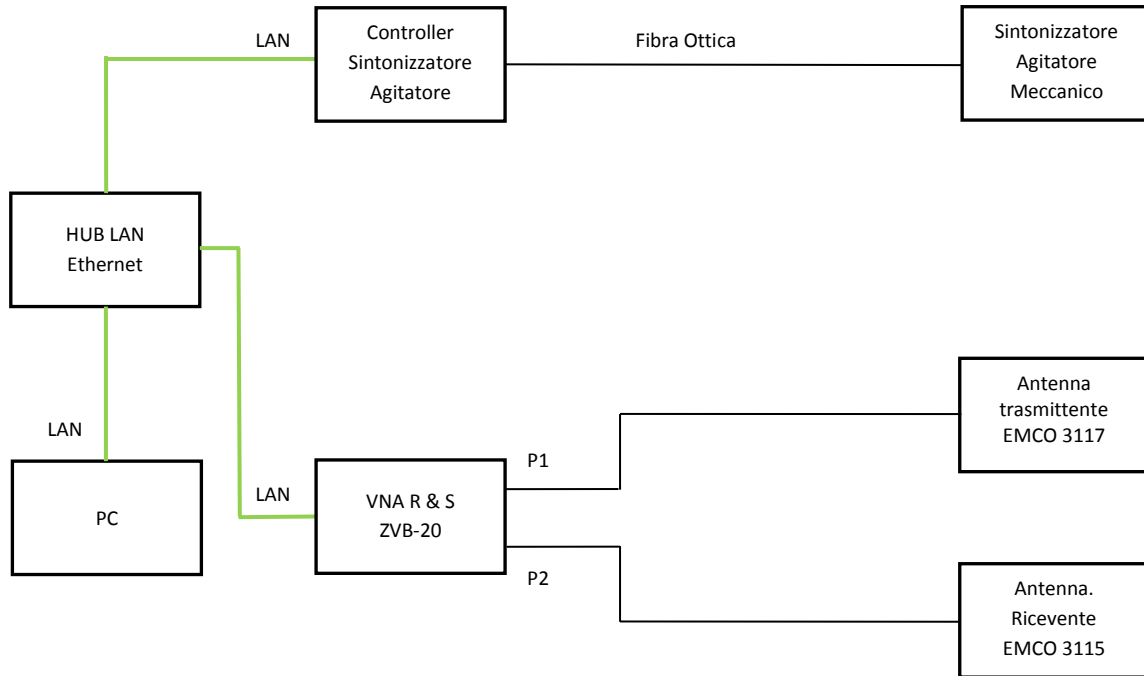 LAN
Controller
Sintonizzatore
Agitatore
Fibra Ottica
Sintonizzatore
Agitatore
Meccanico
HUB LAN
Ethernet
LAN
PC
LAN
VNA R & S
ZVB-20
P1
P2
Antenna
trasmittente
EMCO 3117
Antenna.
Ricevente
EMCO 3115